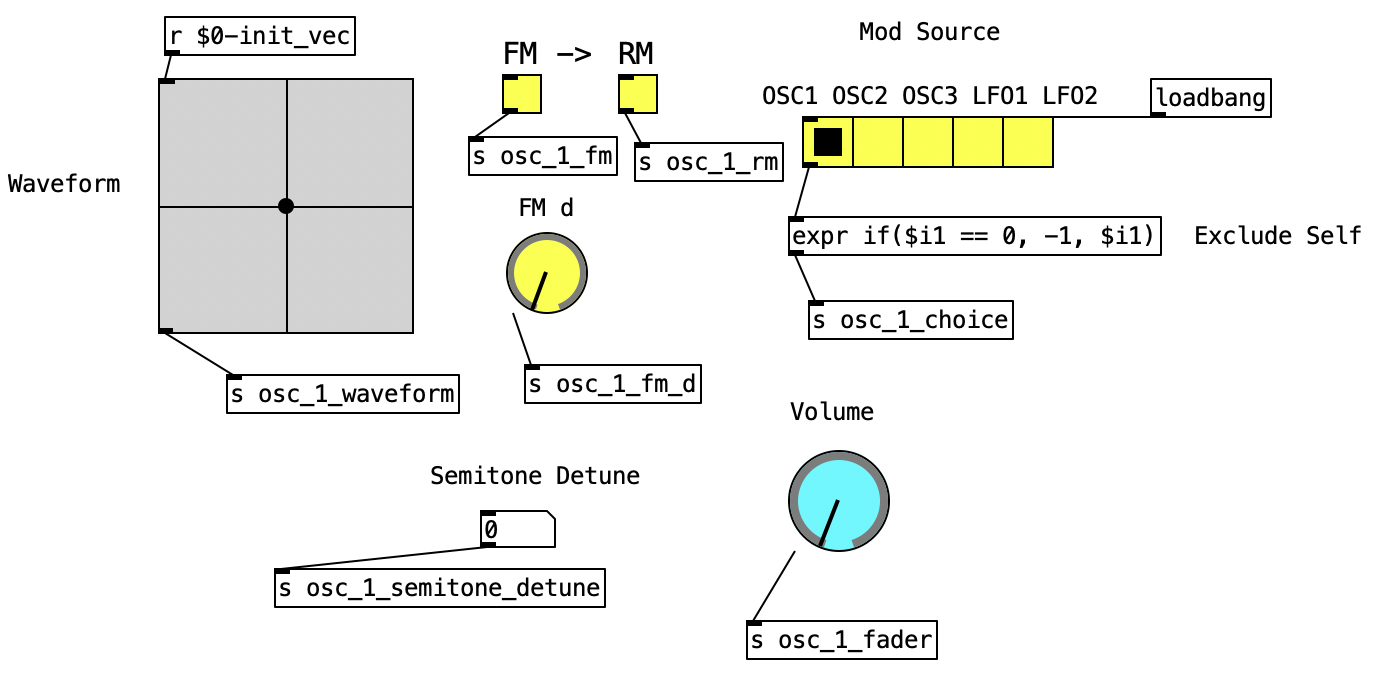 r $0-init_vec
Waveform
s osc_1_waveform
FM -> RM
s osc_1_fm
s osc_1_rm
FM d
s osc_1_fm_d
Mod Source
OSC1 OSC2 OSC3 LFO1 LFO2
loadbang
expr if($i1 == 0, -1, $i1)
Exclude Self
s osc_1_choice
Semitone Detune
0
s osc_1_semitone_detune
Volume
s osc_1_fader